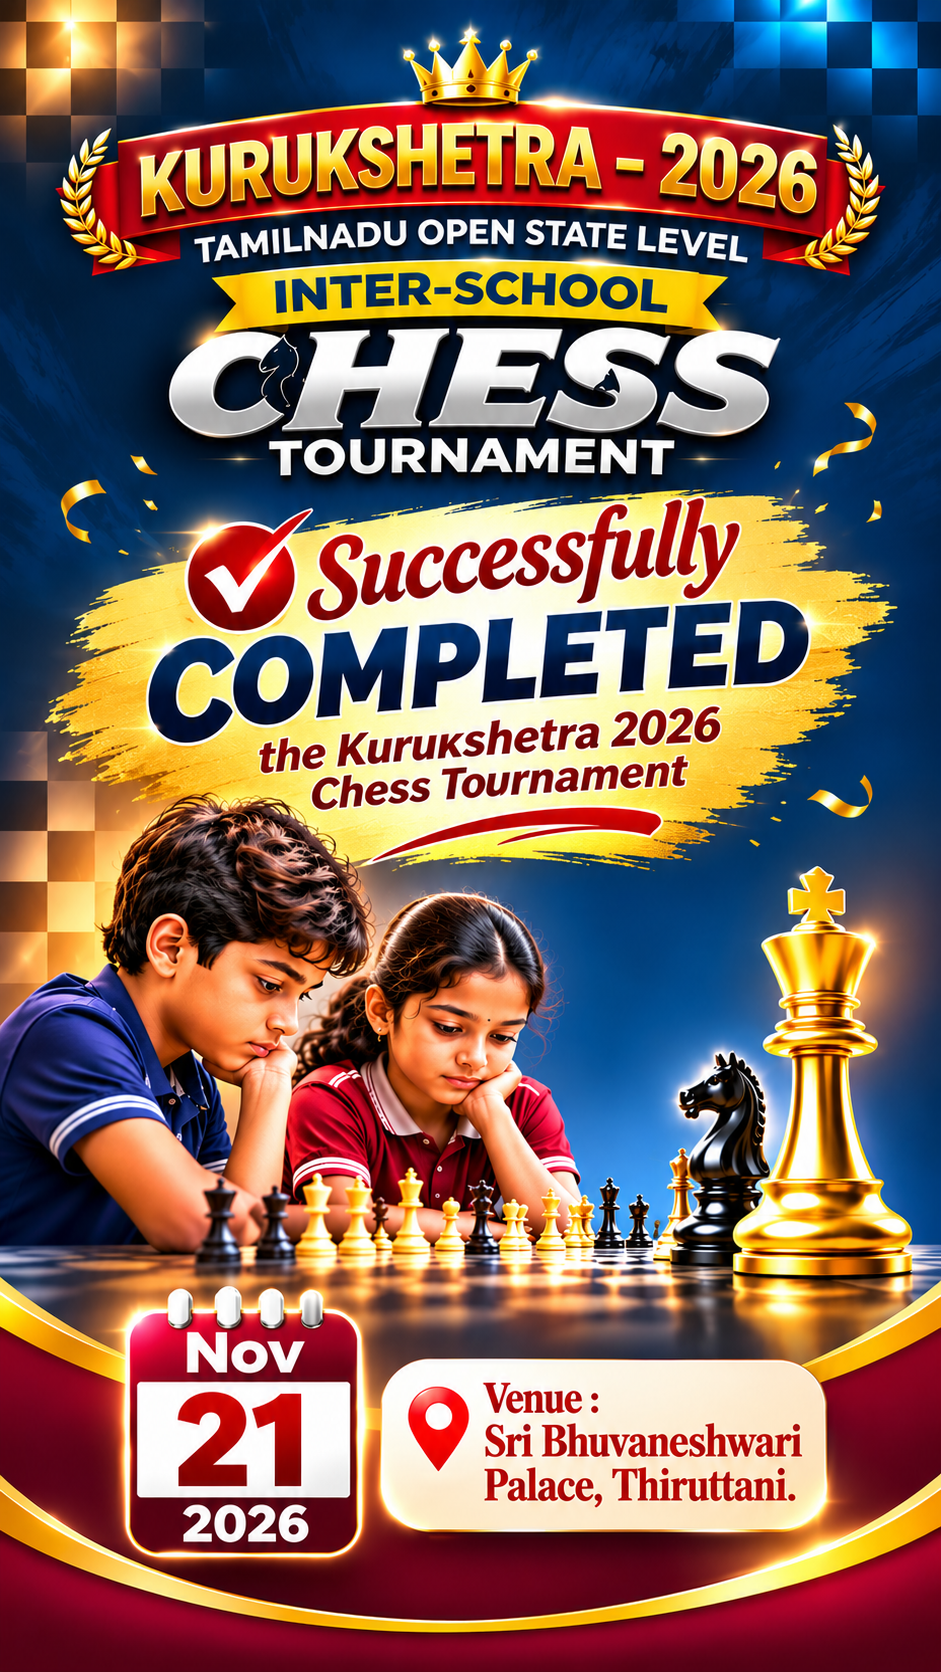 KURUKSHETRA - 2026
TAMILNADU OPEN STATE LEVEL
INTER-SCHOOL
CHESS
TOURNAMENT
Successfully
COMPLETED
the Kurukshetra 2026
Chess Tournament
Nov
21
2026
Venue :
Sri Bhuvaneshwari
Palace, Thiruttani.